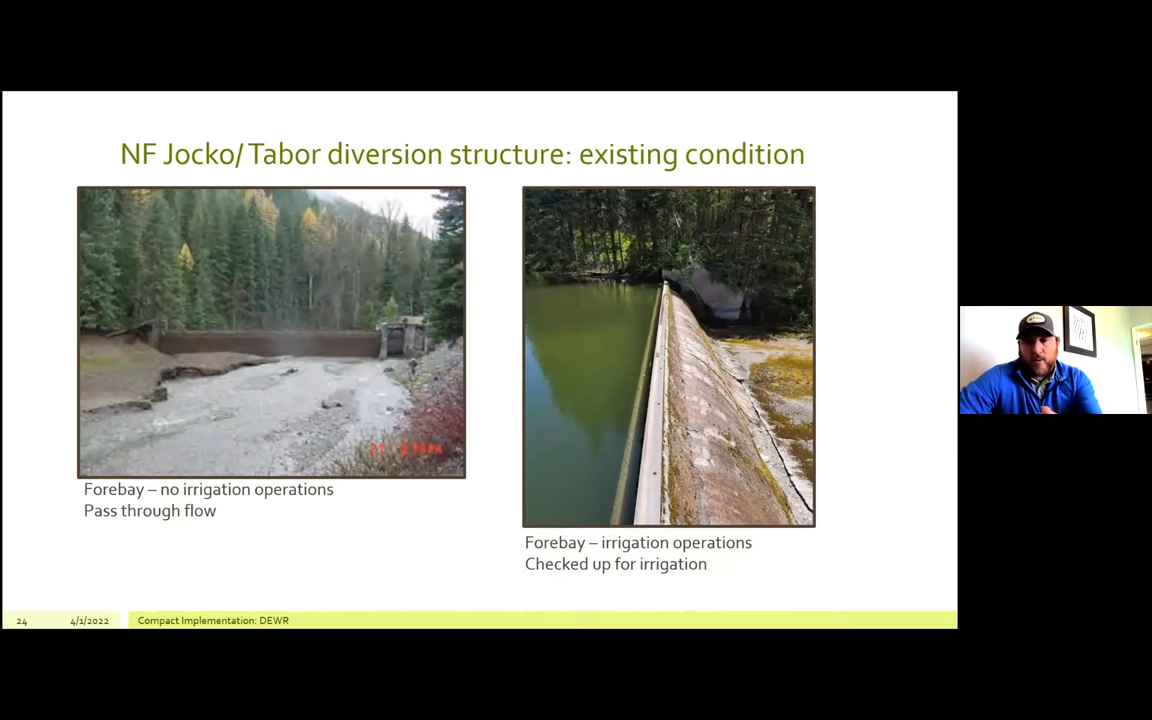 NF Jocko/ Tabor diversion structure: existing condition
Forebay – no irrigation operations
Pass through flow
Forebay – irrigation operations
Checked up for irrigation
24 4/1/2022 Compact Implementation: DEWR